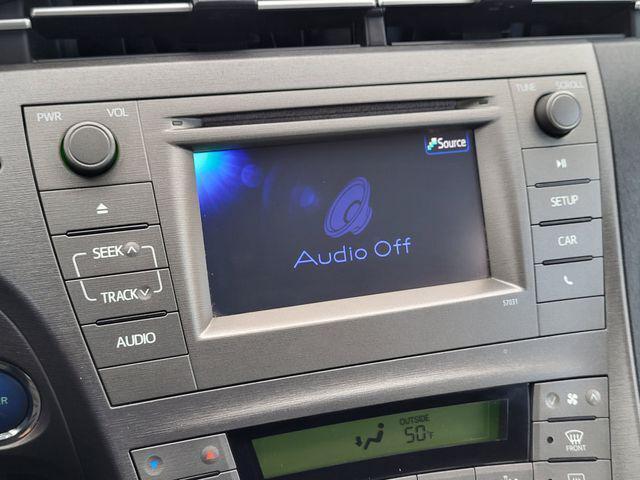 PWR VOL
TUNE SCROLL
Source
SETUP
SEEK
CAR
Audio Off
TRACK
57031
AUDIO
OUTSIDE
50°F
FRONT